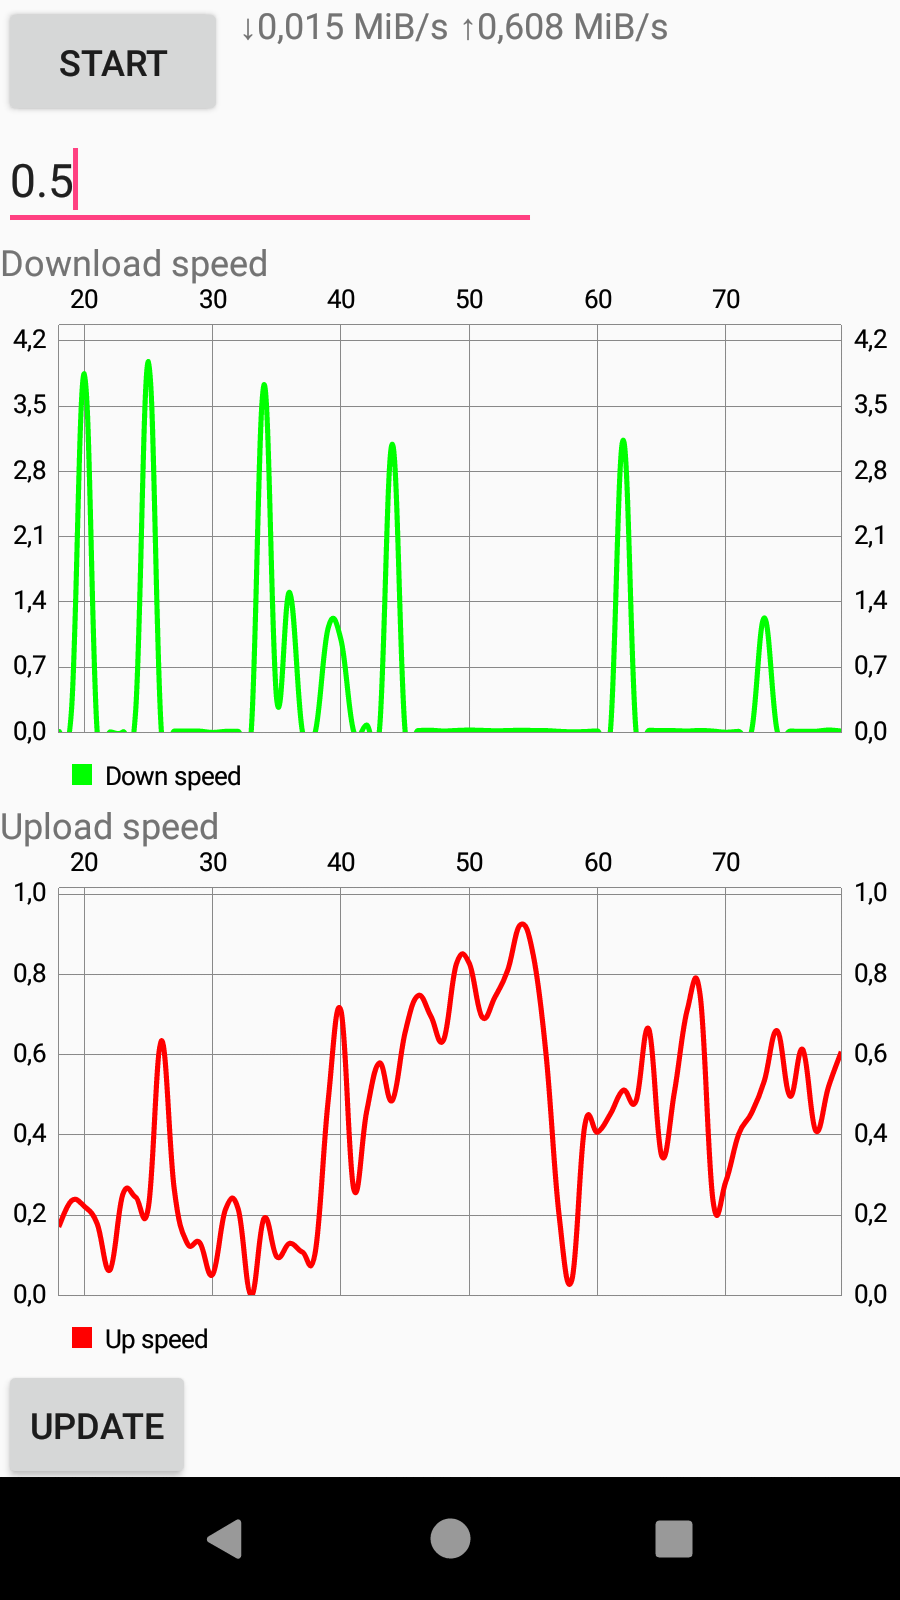 START
↓0,015 MiB/s ↑0,608 MiB/s
0.5
Download speed
20 30 40 50 60 70
4,2 4,2
3,5 3,5
2,8 2,8
2,1 2,1
1,4 1,4
0,7 0,7
0,0 0,0
Down speed
Upload speed
20 30 40 50 60 70
1,0 1,0
0,8 0,8
0,6 0,6
0,4 0,4
0,2 0,2
0,0 0,0
Up speed
UPDATE